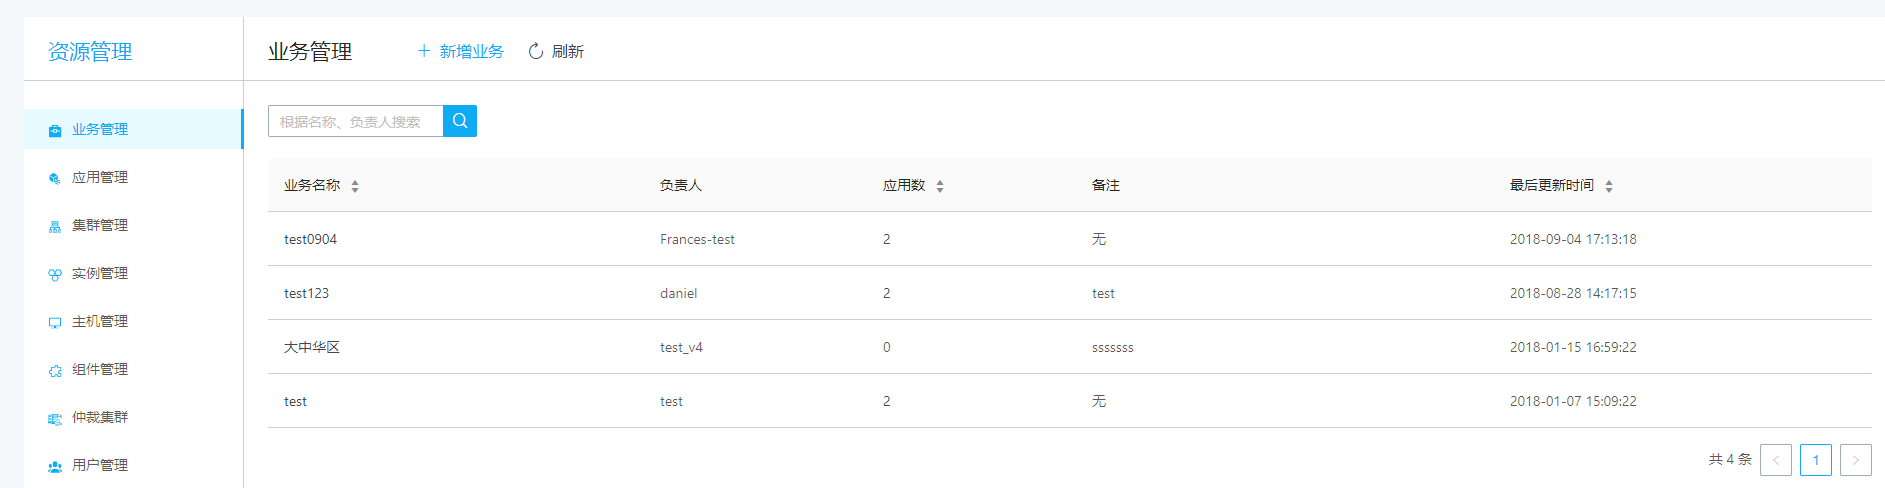 资源管理
业务管理 新增业务 刷新
业务管理
应用管理
集群管理
实例管理
主机管理
组件管理
仲裁集群
用户管理
根据名称、负责人搜索
业务名称 负责人 应用数 备注 最后更新时间
test0904 Frances-test 2 无 2018-09-04 17:13:18
test123 daniel 2 test 2018-08-28 14:17:15
大中华区 test_v4 0 sssssss 2018-01-15 16:59:22
test test 2 无 2018-01-07 15:09:22
共 4 条 < 1 >